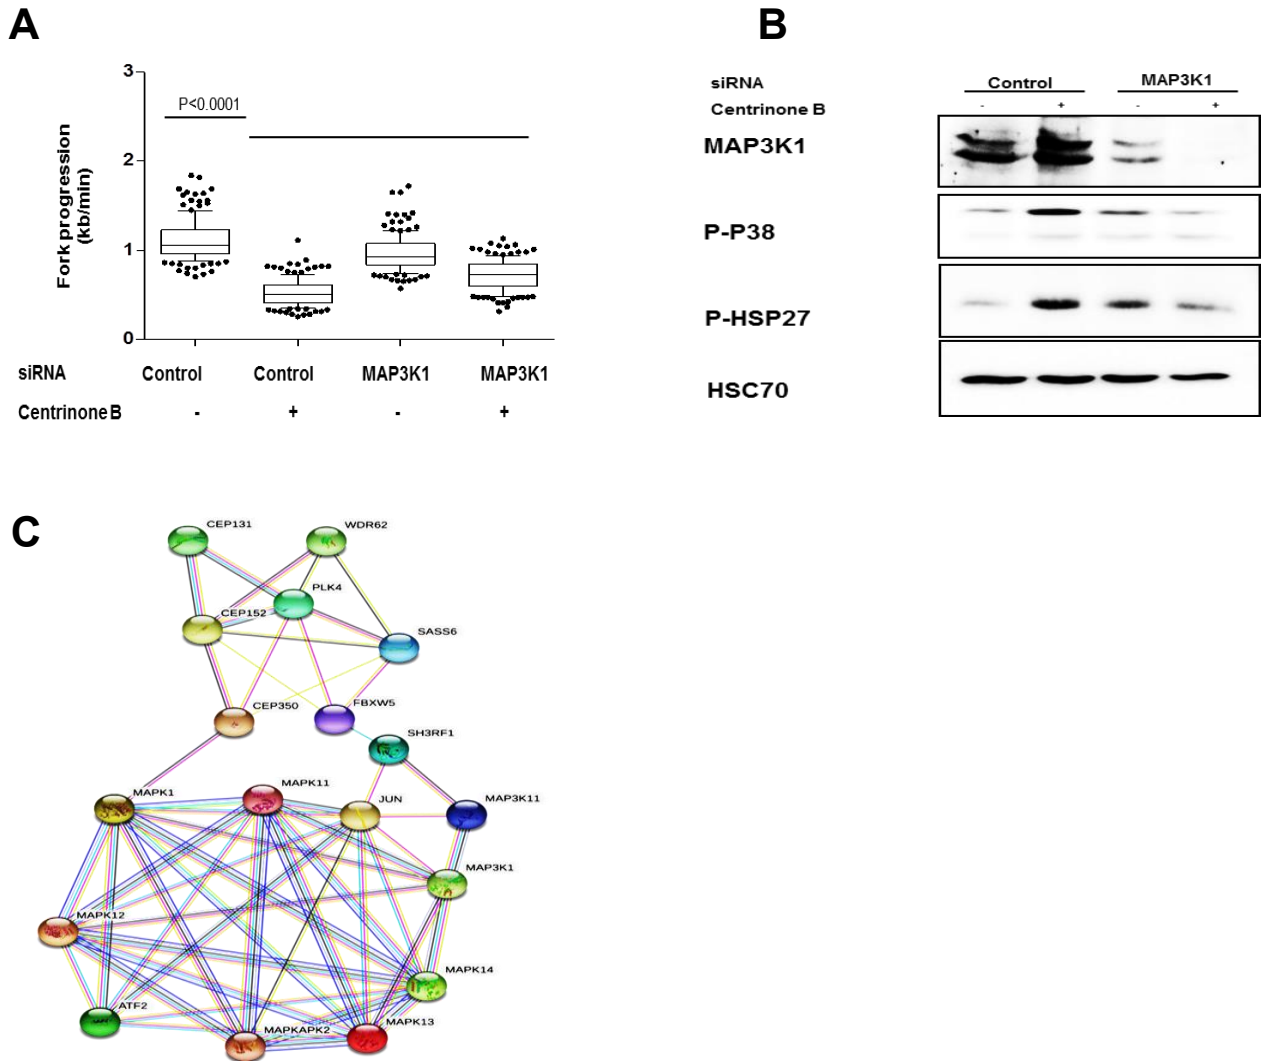 A
3
P<0.0001
2
1
0
Fork progression
(kb/min)
siRNA Control Control MAP3K1 MAP3K1
Centrinone B - + - +
B
siRNA Control MAP3K1
Centrinone B - + - +
MAP3K1
P-P38
P-HSP27
HSC70
C
CEP131
WDR62
PLK4
CEP152
SASS6
CEP350
FBXW5
SH3RF1
MAPK1
MAPK11
JUN
MAP3K11
MAP3K1
MAPK12
MAPK14
ATF2
MAPKAPK2
MAPK13